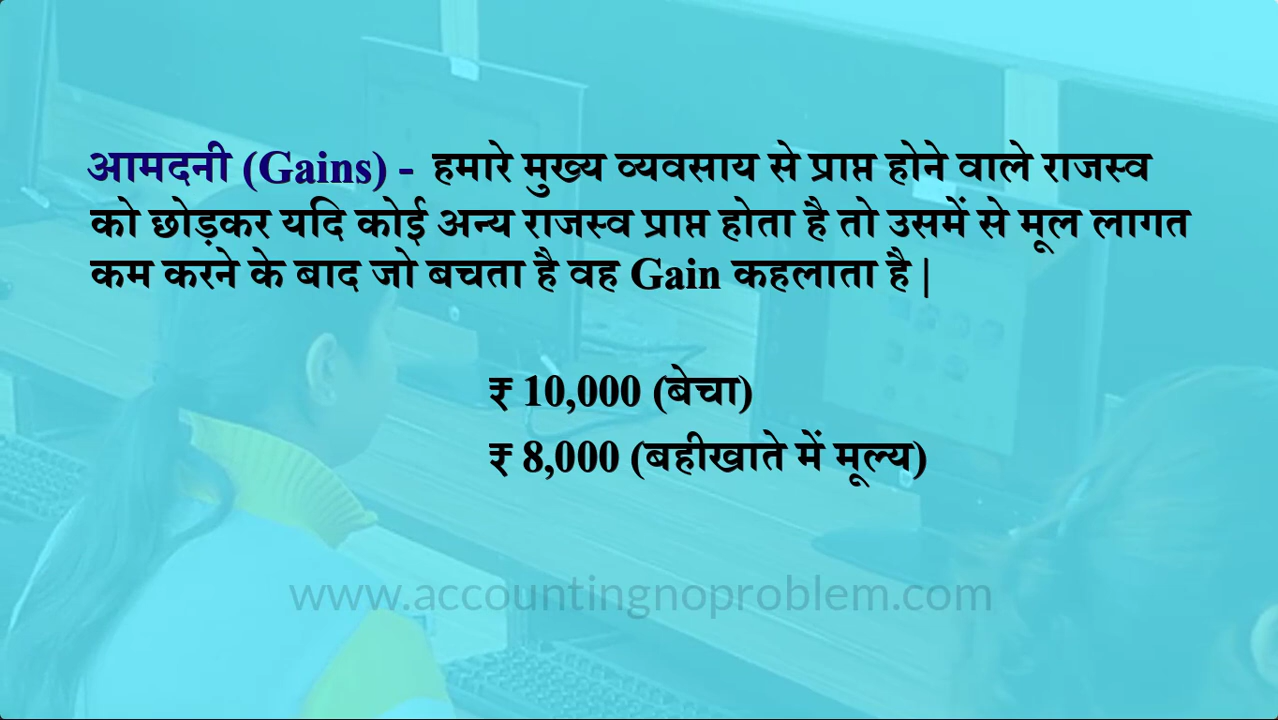 आमदनी (Gains) - हमारे मुख्य व्यवसाय से प्राप्त होने वाले राजस्व
को छोड़कर यदि कोई अन्य राजस्व प्राप्त होता है तो उसमें से मूल लागत
कम करने के बाद जो बचता है वह Gain कहलाता है |
₹ 10,000 (बेचा)
₹ 8,000 (बहीखाते में मूल्य)
www.accountingnoproblem.com